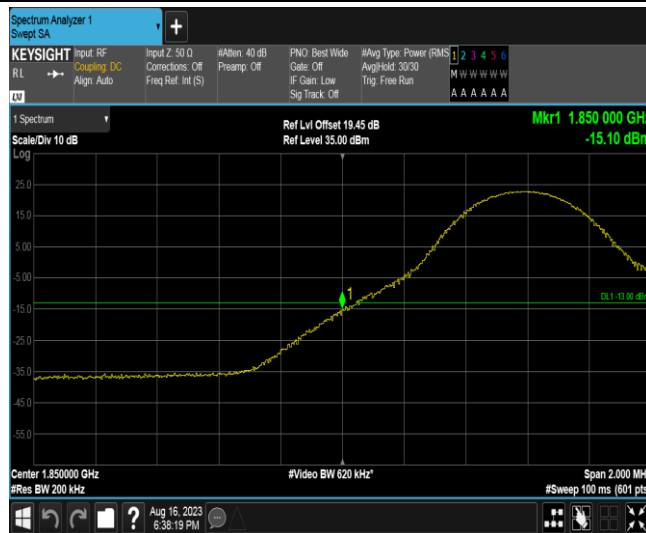 Spectrum Analyzer 1
Swept SA
+
KEYSIGHT
RL
Input: RF
Coupling: DC
Align: Auto
Input Z: 50 Ω
Corrections: Off
Freq Ref: Int (S)
#Atten: 40 dB
Preamp: Off
PNO: Best Wide
Gate: Off
IF Gain: Low
Sig Track: Off
#Avg Type: Power (RMS
Avg|Hold: 30/30
Trig: Free Run
1 2 3 4 5 6
M W W W W W
A A A A A A
1 Spectrum
Scale/Div 10 dB
Log
Ref Lvl Offset 19.45 dB
Ref Level 35.00 dBm
Mkr1 1.850 000 GHz
-15.10 dBm
25.0
15.0
5.00
-5.00
-15.0
-25.0
-35.0
-45.0
-55.0
1
DL1 -13.00 dBm
Center 1.850000 GHz
#Res BW 200 kHz
#Video BW 620 kHz*
Span 2.000 MH
#Sweep 100 ms (601 pts
?
Aug 16, 2023
6:38:19 PM